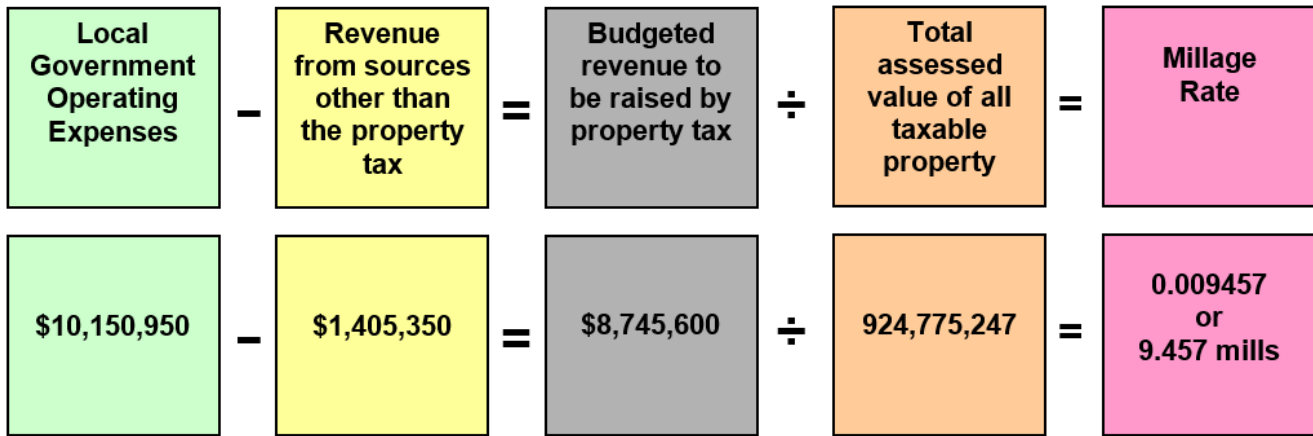 Local
Government
Operating
Expenses
–
Revenue
from sources
other than
the property
tax
=
Budgeted
revenue to
be raised by
property tax
÷
Total
assessed
value of all
taxable
property
=
Millage
Rate
$10,150,950
–
$1,405,350
=
$8,745,600
÷
924,775,247
=
0.009457
or
9.457 mills